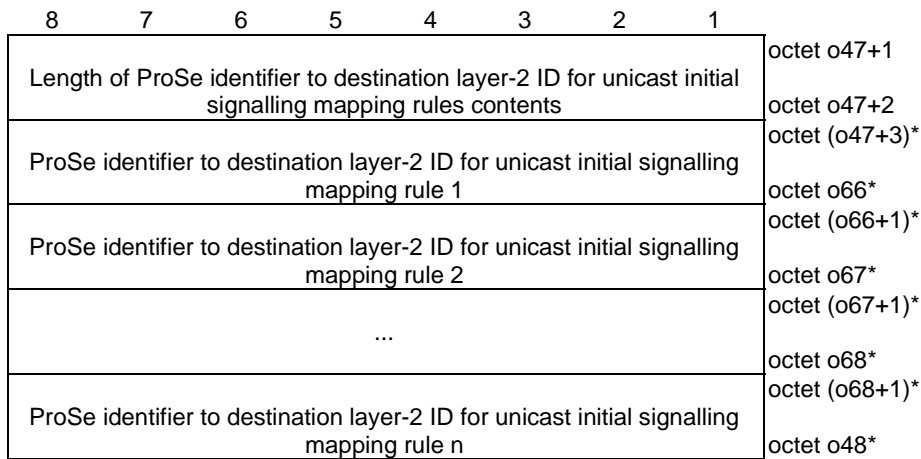 8 7 6 5 4 3 2 1
octet o47+1
Length of ProSe identifier to destination layer-2 ID for unicast initial
signalling mapping rules contents
octet o47+2
octet (o47+3)*
ProSe identifier to destination layer-2 ID for unicast initial signalling
mapping rule 1
octet o66*
octet (o66+1)*
ProSe identifier to destination layer-2 ID for unicast initial signalling
mapping rule 2
octet o67*
octet (o67+1)*
...
octet o68*
octet (o68+1)*
ProSe identifier to destination layer-2 ID for unicast initial signalling
mapping rule n
octet o48*